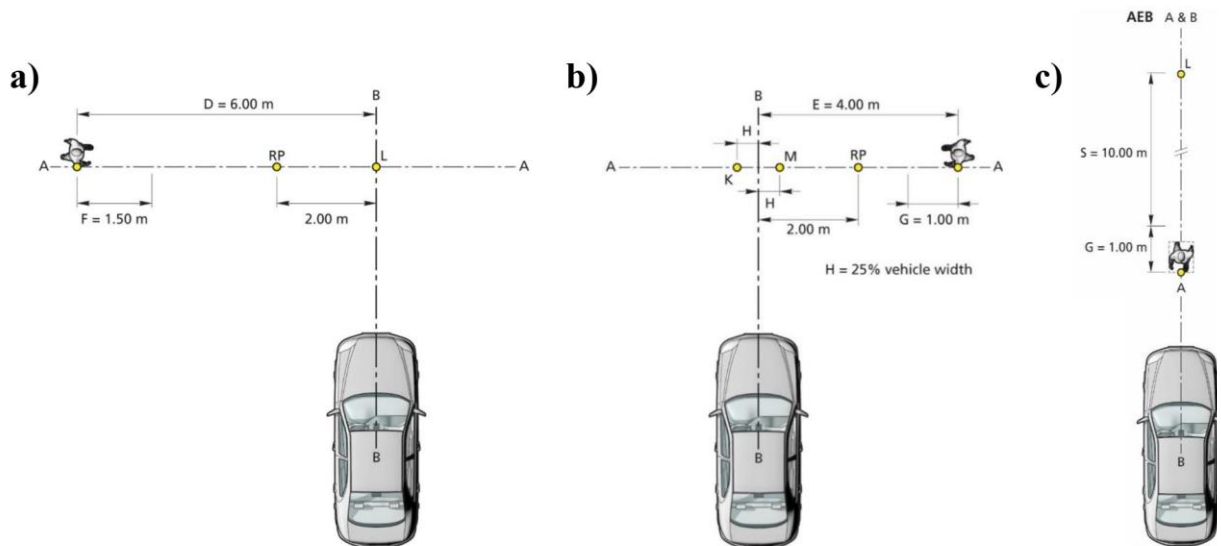 a)
B
D = 6.00 m
A
RP
L
A
F = 1.50 m
2.00 m
B
b)
B
E = 4.00 m
H
A
K
M
RP
A
H
2.00 m
G = 1.00 m
H = 25% vehicle width
B
c)
AEB A & B
L
S = 10.00 m
G = 1.00 m
A
B